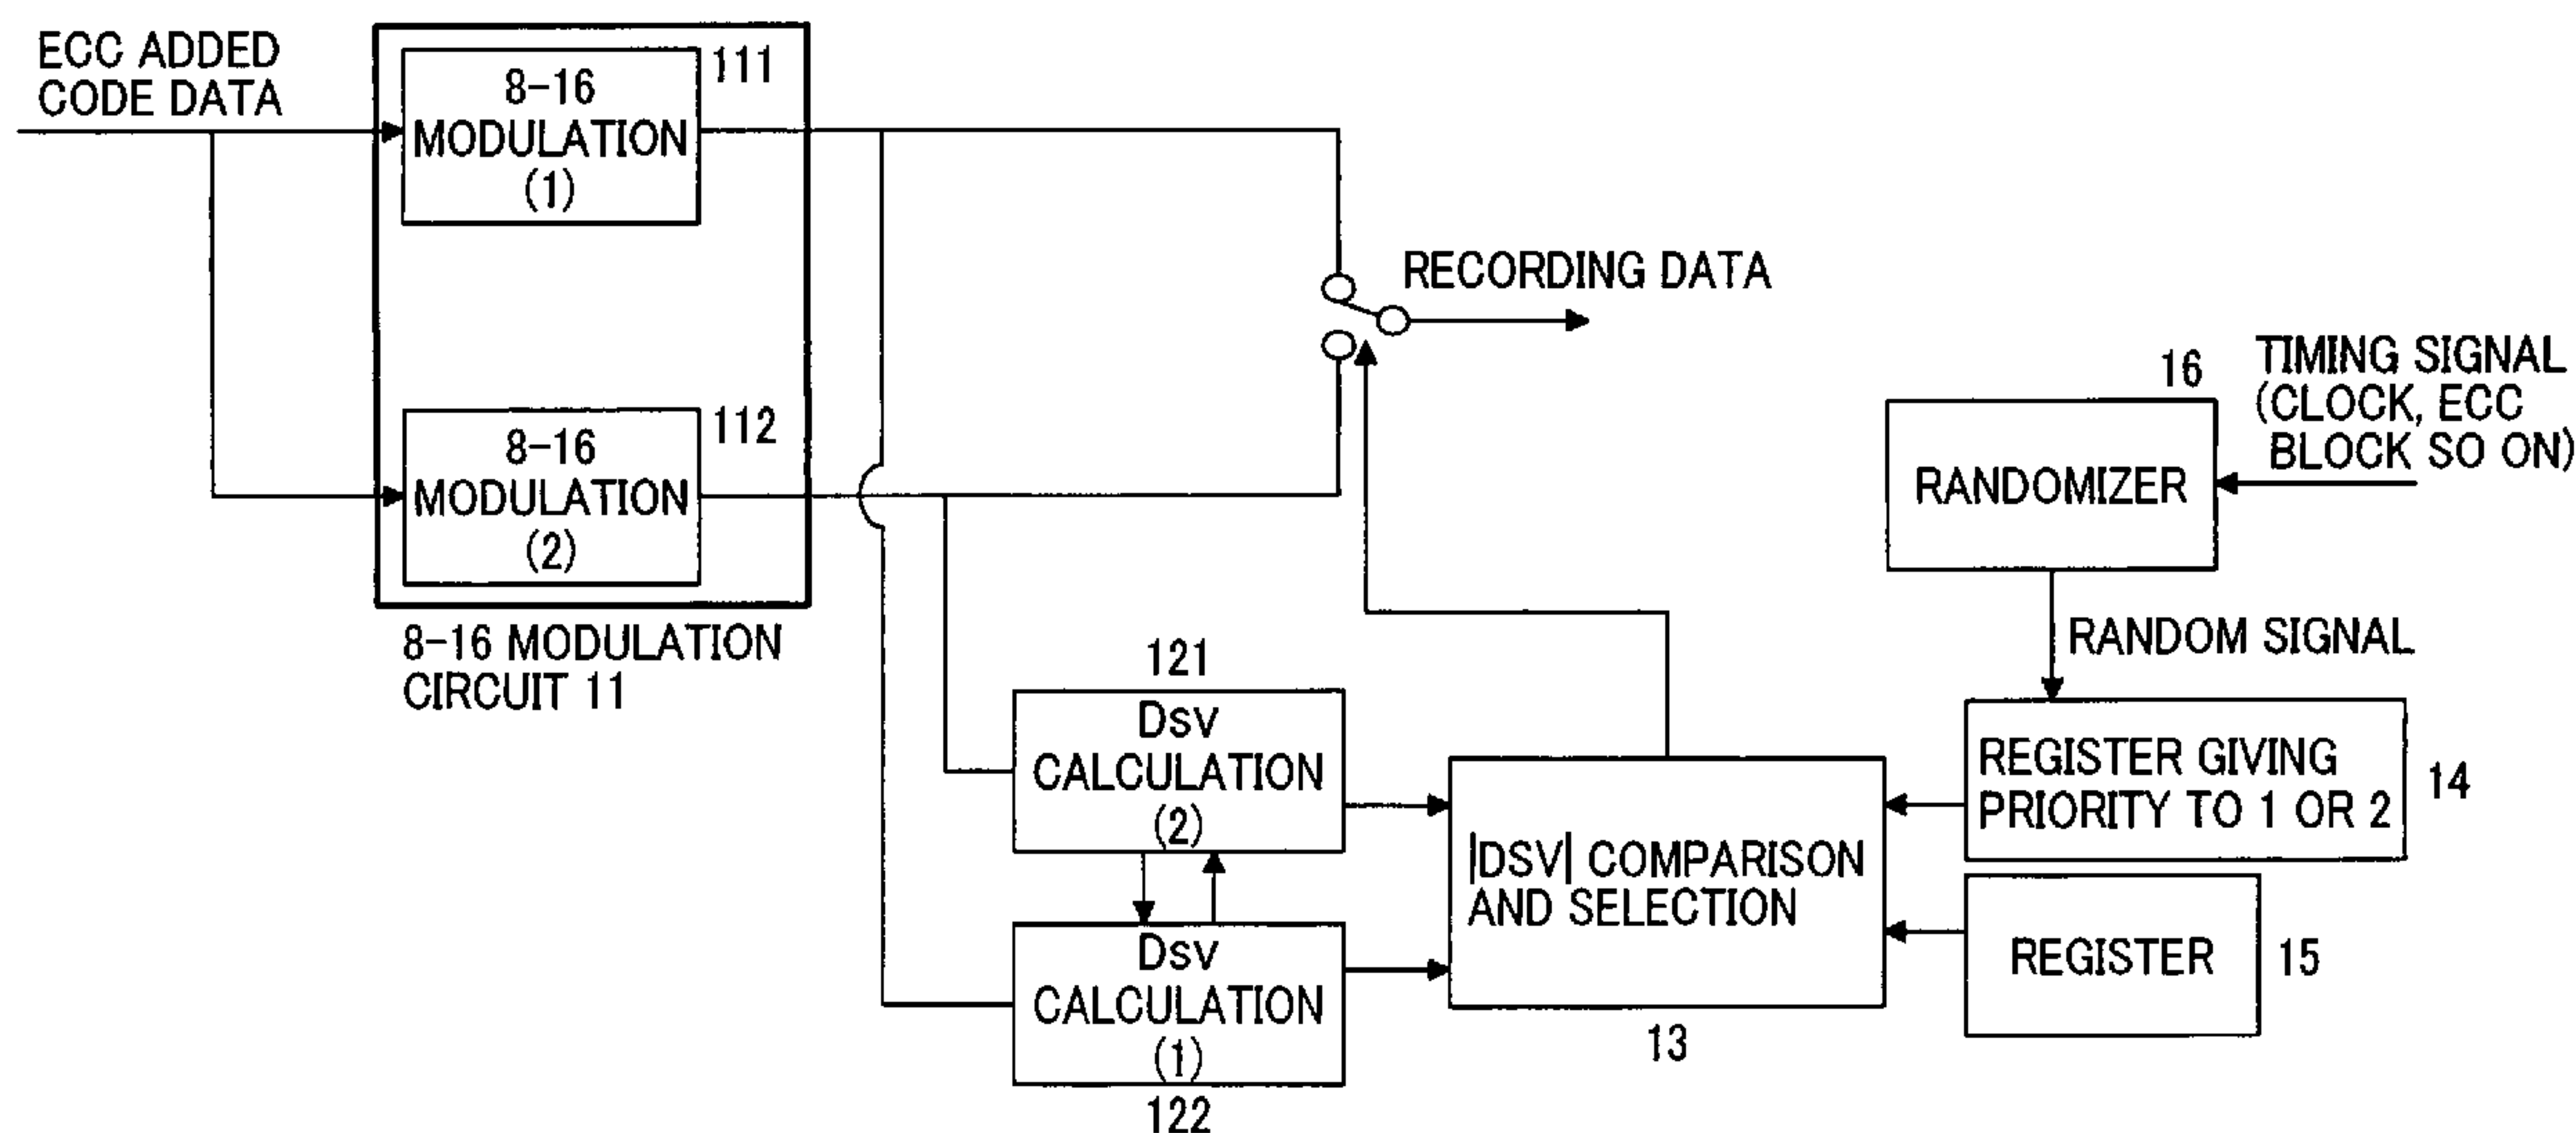 ECC ADDED
CODE DATA
111
8-16
MODULATION
(1)
112
8-16
MODULATION
(2)
8-16 MODULATION
CIRCUIT 11
RECORDING DATA
16
TIMING SIGNAL
(CLOCK, ECC
BLOCK SO ON)
RANDOMIZER
RANDOM SIGNAL
121
Dsv
CALCULATION
(2)
REGISTER GIVING
PRIORITY TO 1 OR 2
14
|DSV| COMPARISON
AND SELECTION
13
Dsv
CALCULATION
(1)
122
REGISTER
15